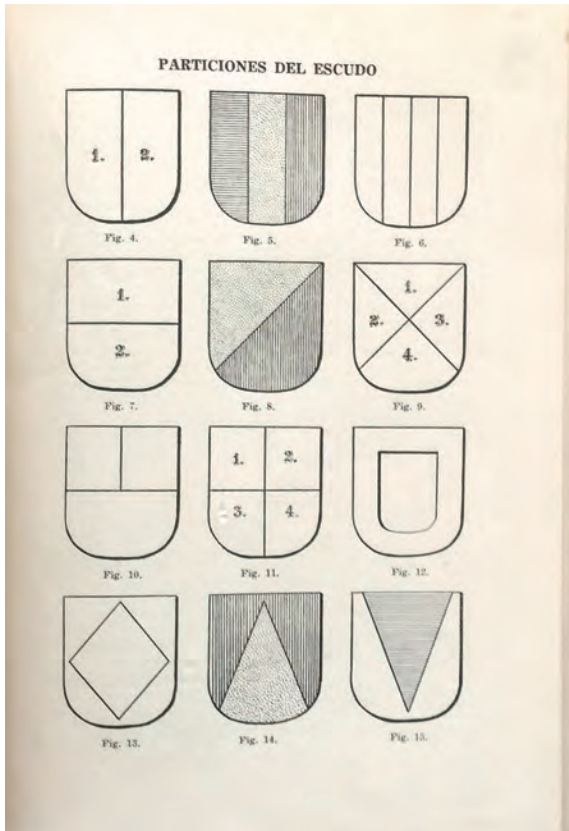 PARTICIONES DEL ESCUDO
1. 2.
Fig. 4. Fig. 5. Fig. 6.
1.
2.
1.
2. 3.
4.
Fig. 7. Fig. 8. Fig. 9.
1. 2.
3. 4.
Fig. 10. Fig. 11. Fig. 12.
Fig. 13. Fig. 14. Fig. 15.